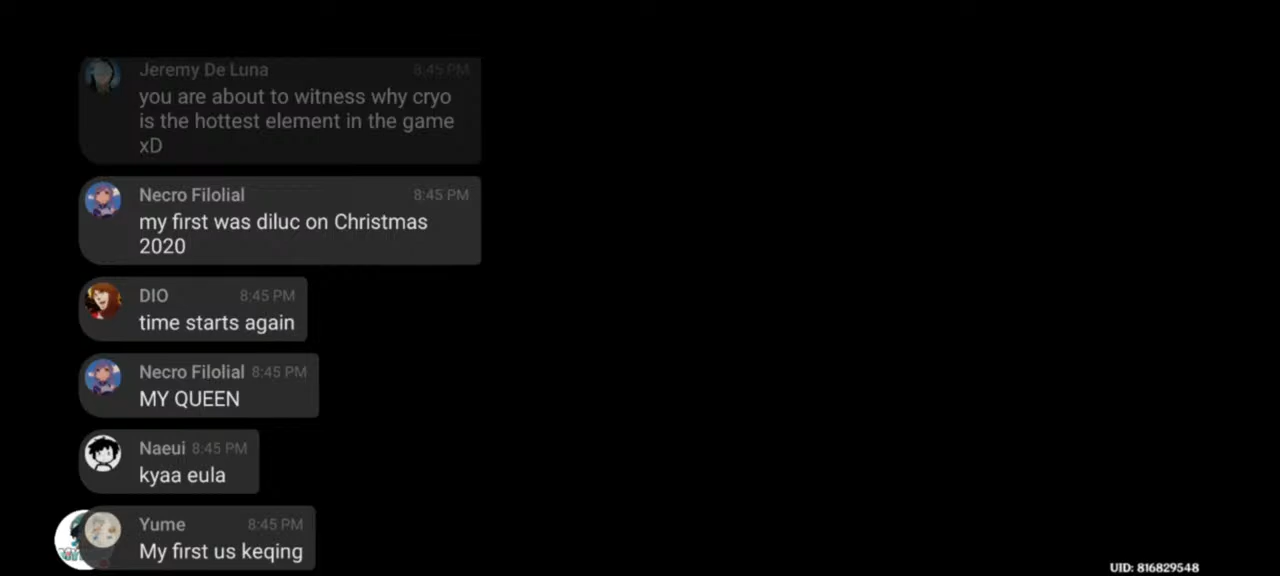 Jeremy De Luna 8:45 PM
you are about to witness why cryo
is the hottest element in the game
xD
Necro Filolial 8:45 PM
my first was diluc on Christmas
2020
DIO 8:45 PM
time starts again
Necro Filolial 8:45 PM
MY QUEEN
Naeui 8:45 PM
kyaa eula
Yume 8:45 PM
My first us keqing
UID: 816829548